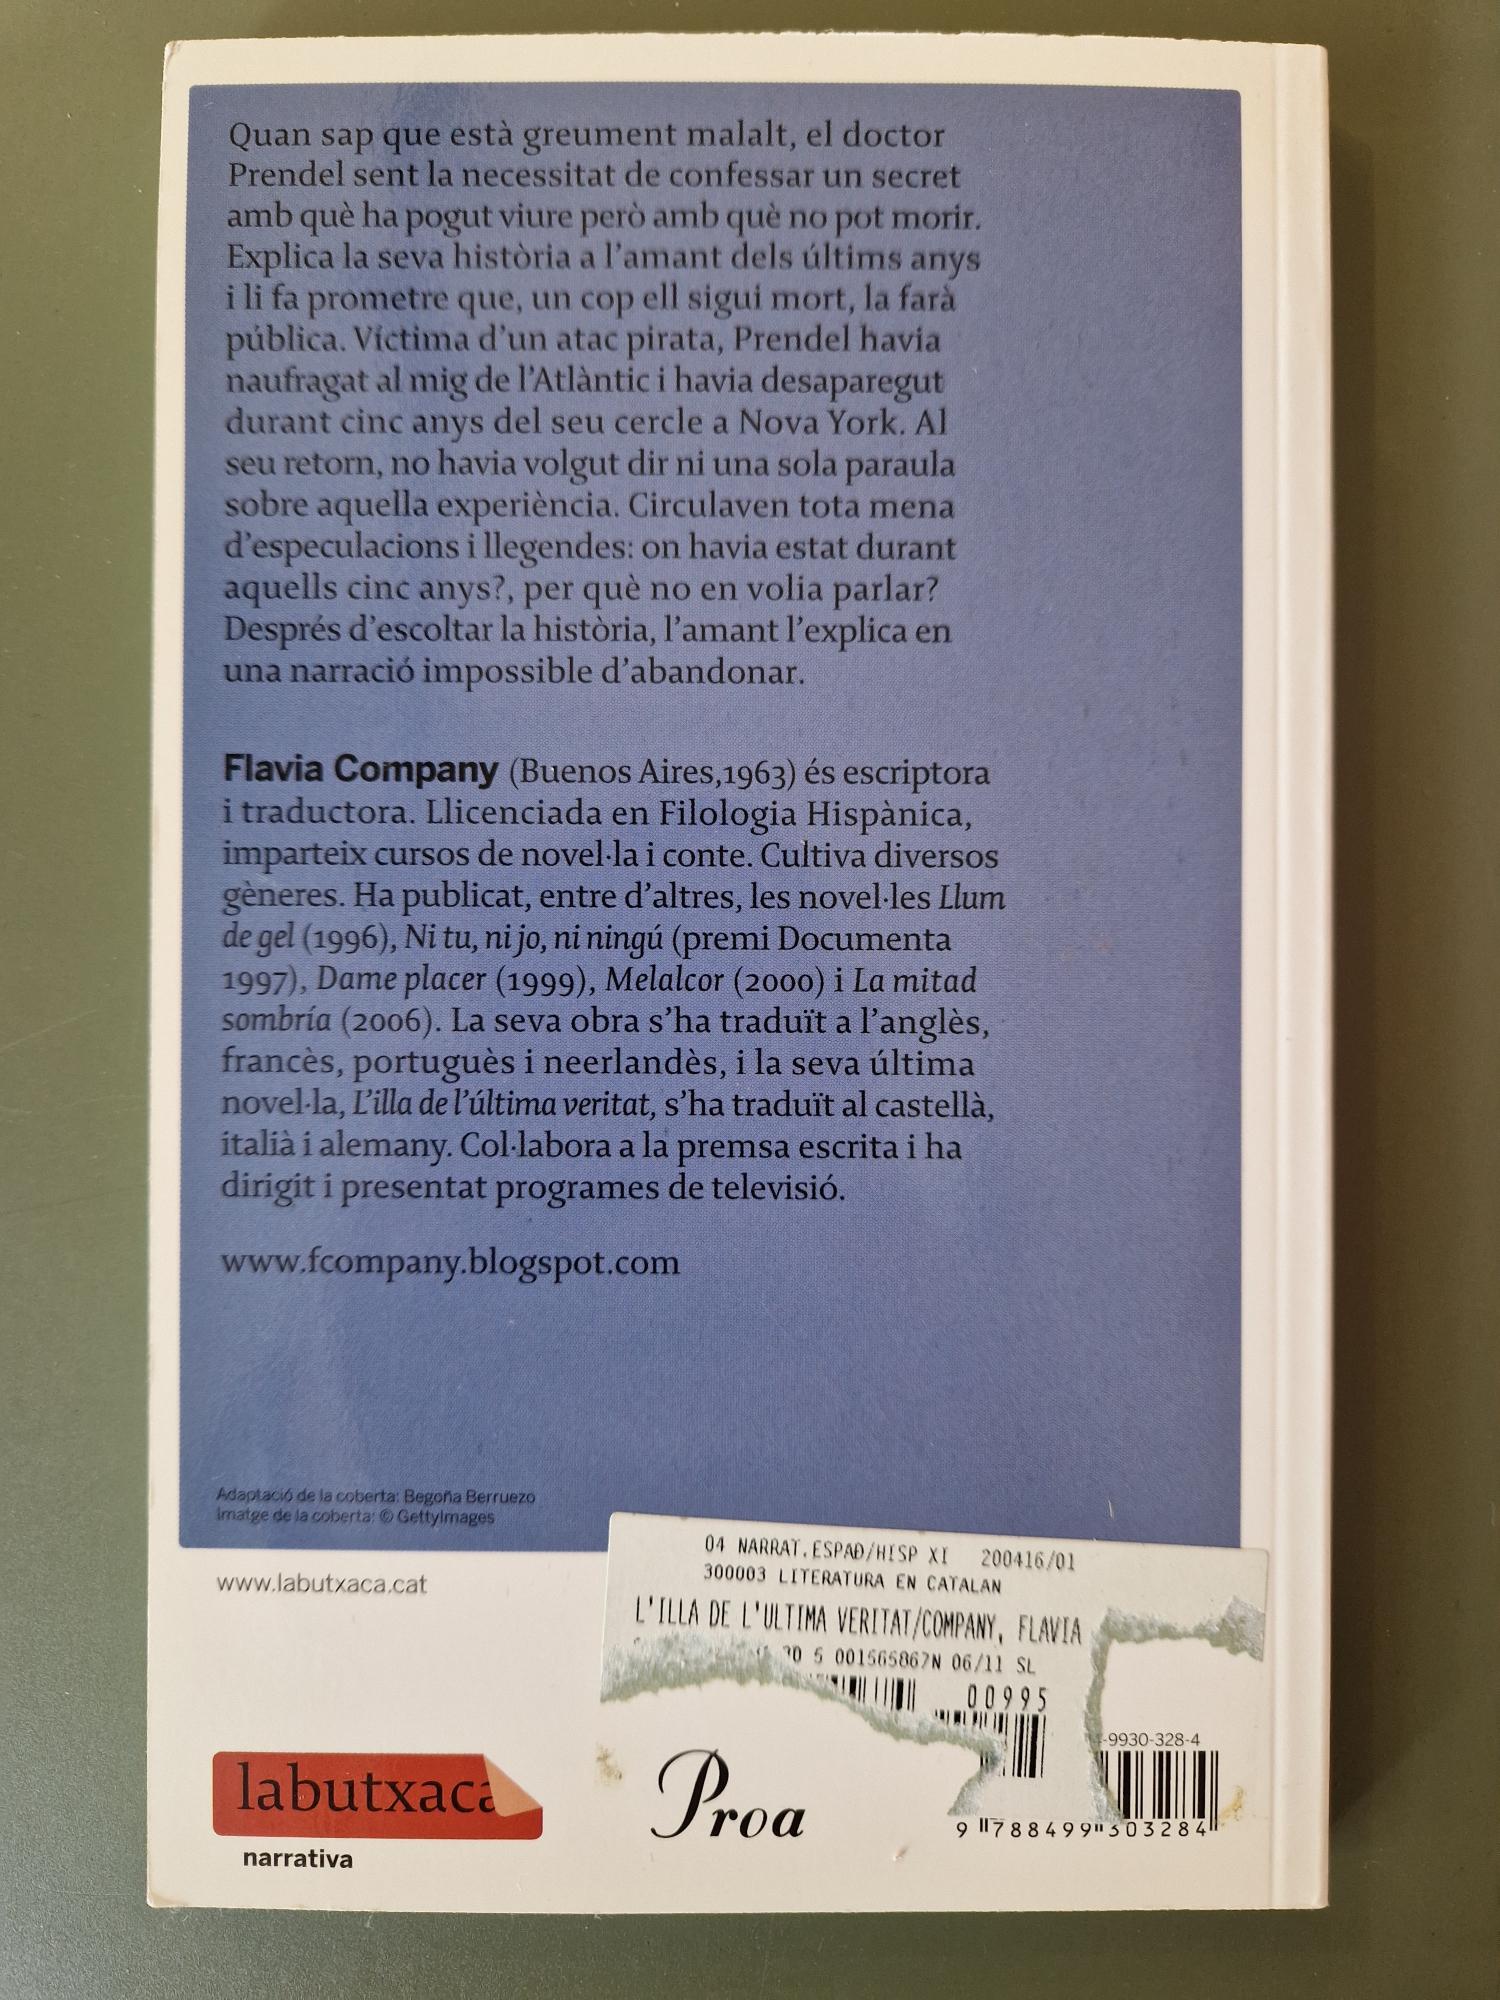 Quan sap que està greument malalt, el doctor
Prendel sent la necessitat de confessar un secret
amb què ha pogut viure però amb què no pot morir.
Explica la seva història a l'amant dels últims anys
i li fa prometre que, un cop ell sigui mort, la farà
pública. Víctima d'un atac pirata, Prendel havia
naufragat al mig de l'Atlàntic i havia desaparegut
durant cinc anys del seu cercle a Nova York. Al
seu retorn, no havia volgut dir ni una sola paraula
sobre aquella experiència. Circulaven tota mena
d'especulacions i llegendes: on havia estat durant
aquells cinc anys?, per què no en volia parlar?
Després d'escoltar la història, l'amant l'explica en
una narració impossible d'abandonar.
Flavia Company (Buenos Aires,1963) és escriptora
i traductora. Llicenciada en Filologia Hispànica,
imparteix cursos de novel·la i conte. Cultiva diversos
gèneres. Ha publicat, entre d'altres, les novel·les Llum
de gel (1996), Ni tu, ni jo, ni ningú (premi Documenta
1997), Dame placer (1999), Melalcor (2000) i La mitad
sombría (2006). La seva obra s'ha traduït a l'anglès,
francès, portuguès i neerlandès, i la seva última
novel·la, L'illa de l'última veritat, s'ha traduït al castellà,
italià i alemany. Col·labora a la premsa escrita i ha
dirigit i presentat programes de televisió.
www.fcompany.blogspot.com
Adaptació de la coberta: Begoña Berruezo
Imatge de la coberta: © GettyImages
www.labutxaca.cat
04 NARRAT.ESPAÐ/HISP XI 200416/01
300003 LITERATURA EN CATALAN
L'ILLA DE L'ULTIMA VERITAT/COMPANY, FLAVIA
5 001565867N 06/11 SL
00995
-9930-328-4
9 788499 303284
labutxaca
narrativa
Proa